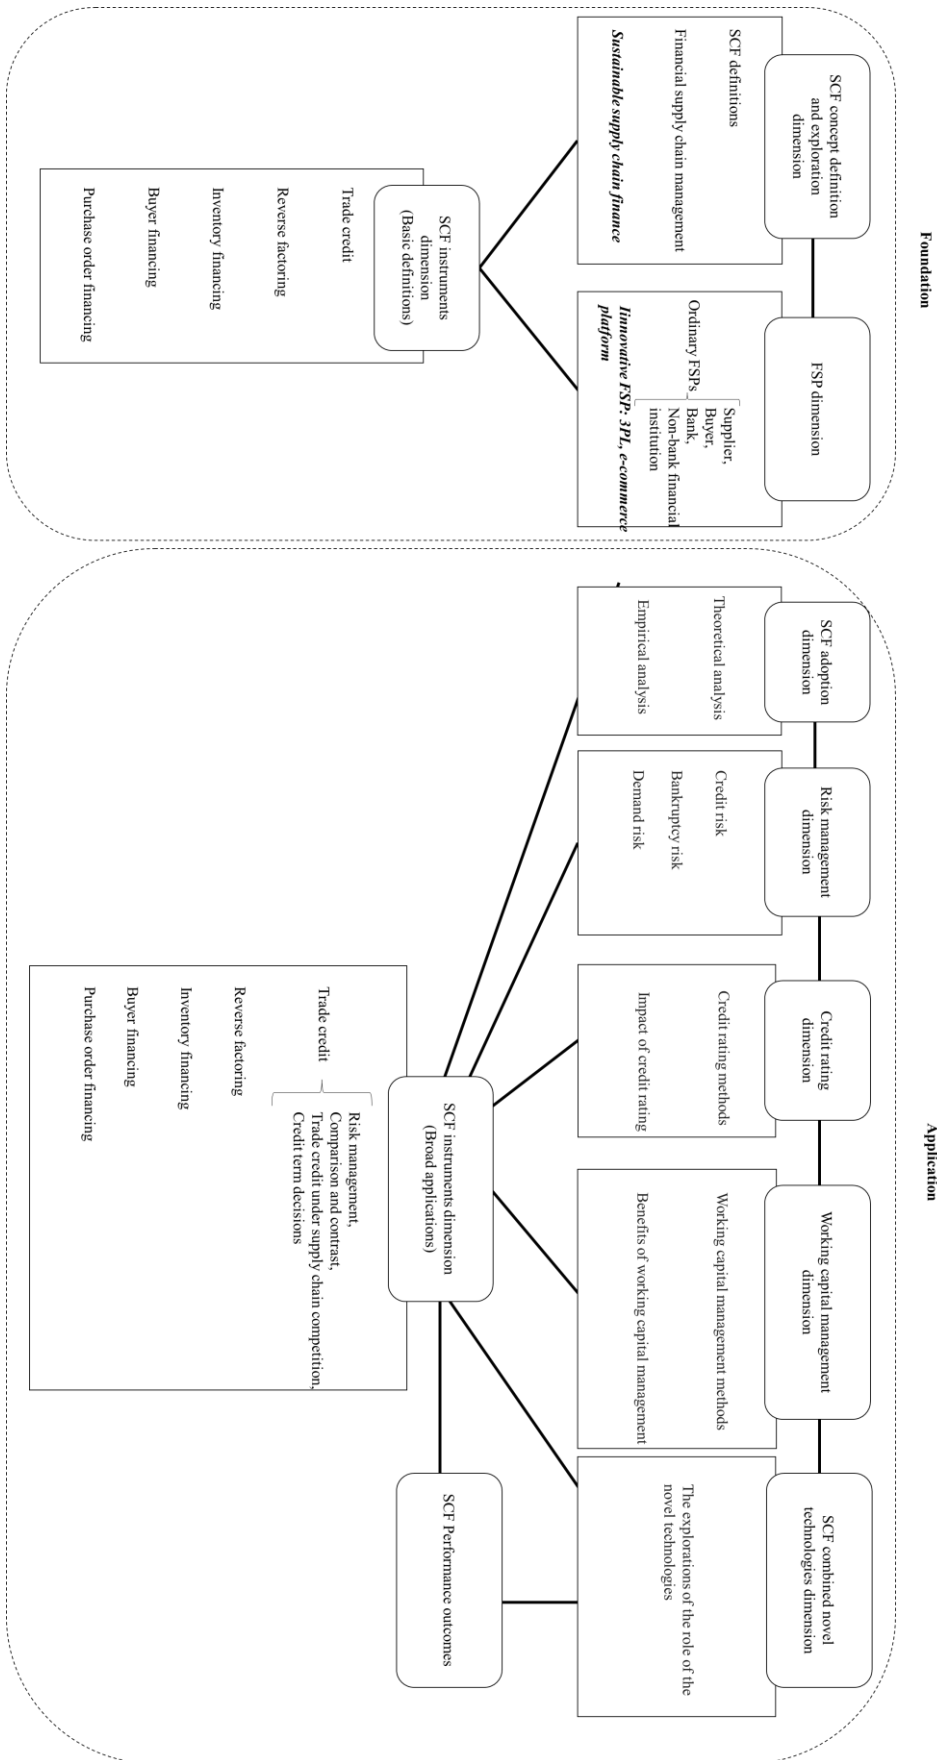 Foundation
SCF concept definition
and exploration
dimension
SCF definitions
Financial supply chain management
Sustainable supply chain finance
FSP dimension
Ordinary FSPs
Supplier,
Buyer,
Bank,
Non-bank financial
institution
Iinnovative FSP: 3PL, e-commerce
platform
SCF instruments
dimension
(Basic definitions)
Trade credit
Reverse factoring
Inventory financing
Buyer financing
Purchase order financing
Application
SCF adoption
dimension
Theoretical analysis
Empirical analysis
Risk management
dimension
Credit risk
Bankruptcy risk
Demand risk
Credit rating
dimension
Credit rating methods
Impact of credit rating
Working capital management
dimension
Working capital management methods
Benefits of working capital management
SCF combined novel
technologies dimension
The explorations of the role of the
novel technologies
SCF instruments dimension
(Broad applications)
Trade credit
Risk management,
Comparison and contrast,
Trade credit under supply chain competition,
Credit term decisions
Reverse factoring
Inventory financing
Buyer financing
Purchase order financing
SCF Performance outcomes